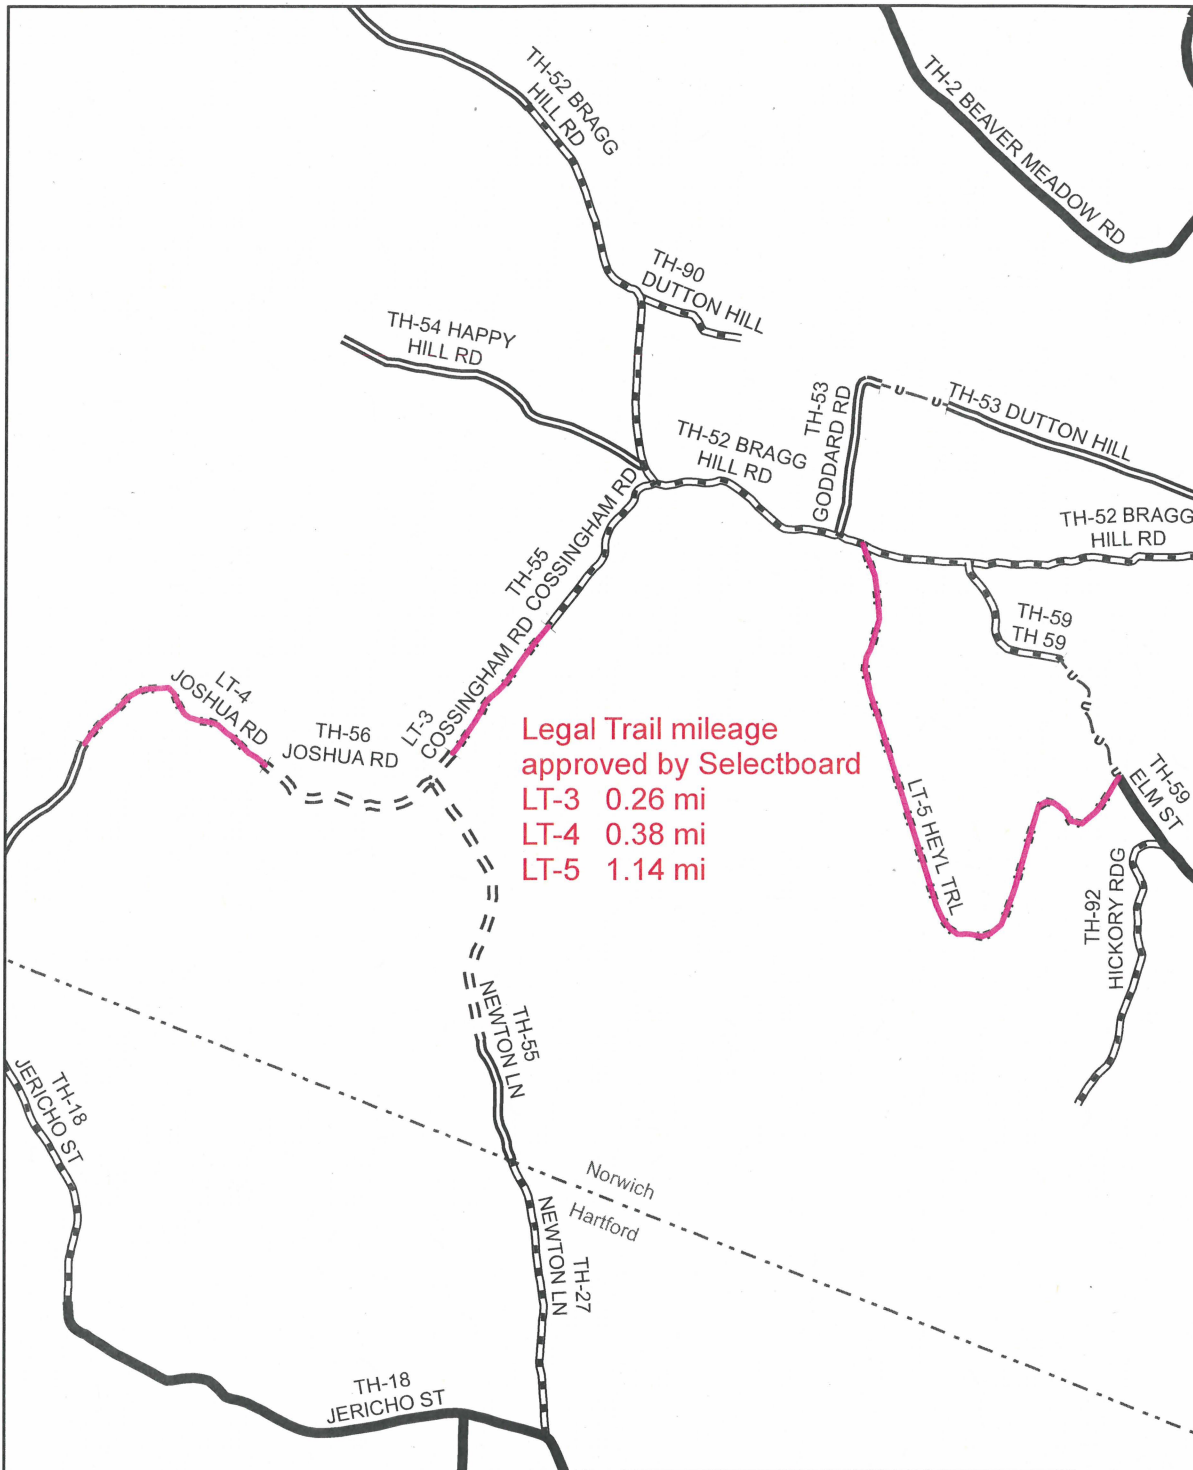 TH-52 BRAGG
HILL RD
TH-2 BEAVER MEADOW RD
TH-90
DUTTON HILL
TH-54 HAPPY
HILL RD
TH-53
GODDARD RD
TH-53 DUTTON HILL
TH-52 BRAGG
HILL RD
TH-52 BRAGG
HILL RD
TH-55
COSSINGHAM RD
TH-59
TH 59
LT-4
JOSHUA RD
TH-56
JOSHUA RD
LT-3
COSSINGHAM RD
Legal Trail mileage
approved by Selectboard
LT-3 0.26 mi
LT-4 0.38 mi
LT-5 1.14 mi
LT-5 HEYL TRL
TH-59
ELM ST
TH-92
HICKORY RDG
TH-55
NEWTON LN
TH-18
JERICHO ST
Norwich
Hartford
TH-27
NEWTON LN
TH-18
JERICHO ST